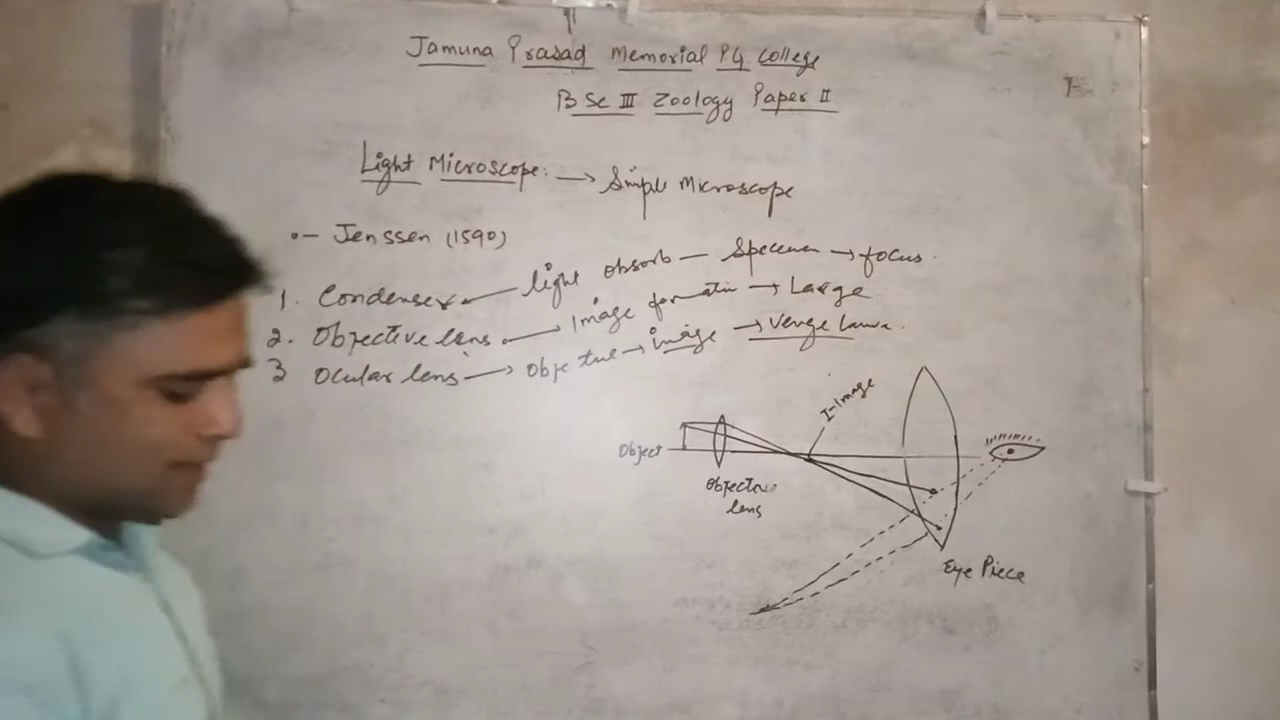 Jamuna Prasad Memorial P.G. College
B Sc III Zoology Paper II
Light Microscope: → Simple Microscope
•– Jenssen (1590)
1. Condenser — light absorb — Specimen → focus.
2. Objective lens — Image formation → Large
3 Ocular lens → Objective → image →
I-Image
Object
Objective
lens
Eye Piece